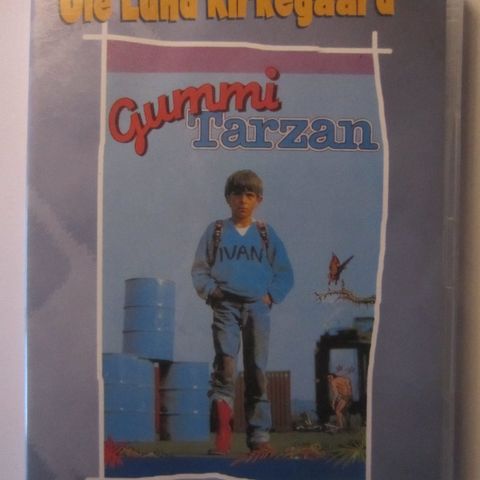 Ole Lund Kirkegaard
Gummi
Tarzan
IVAN